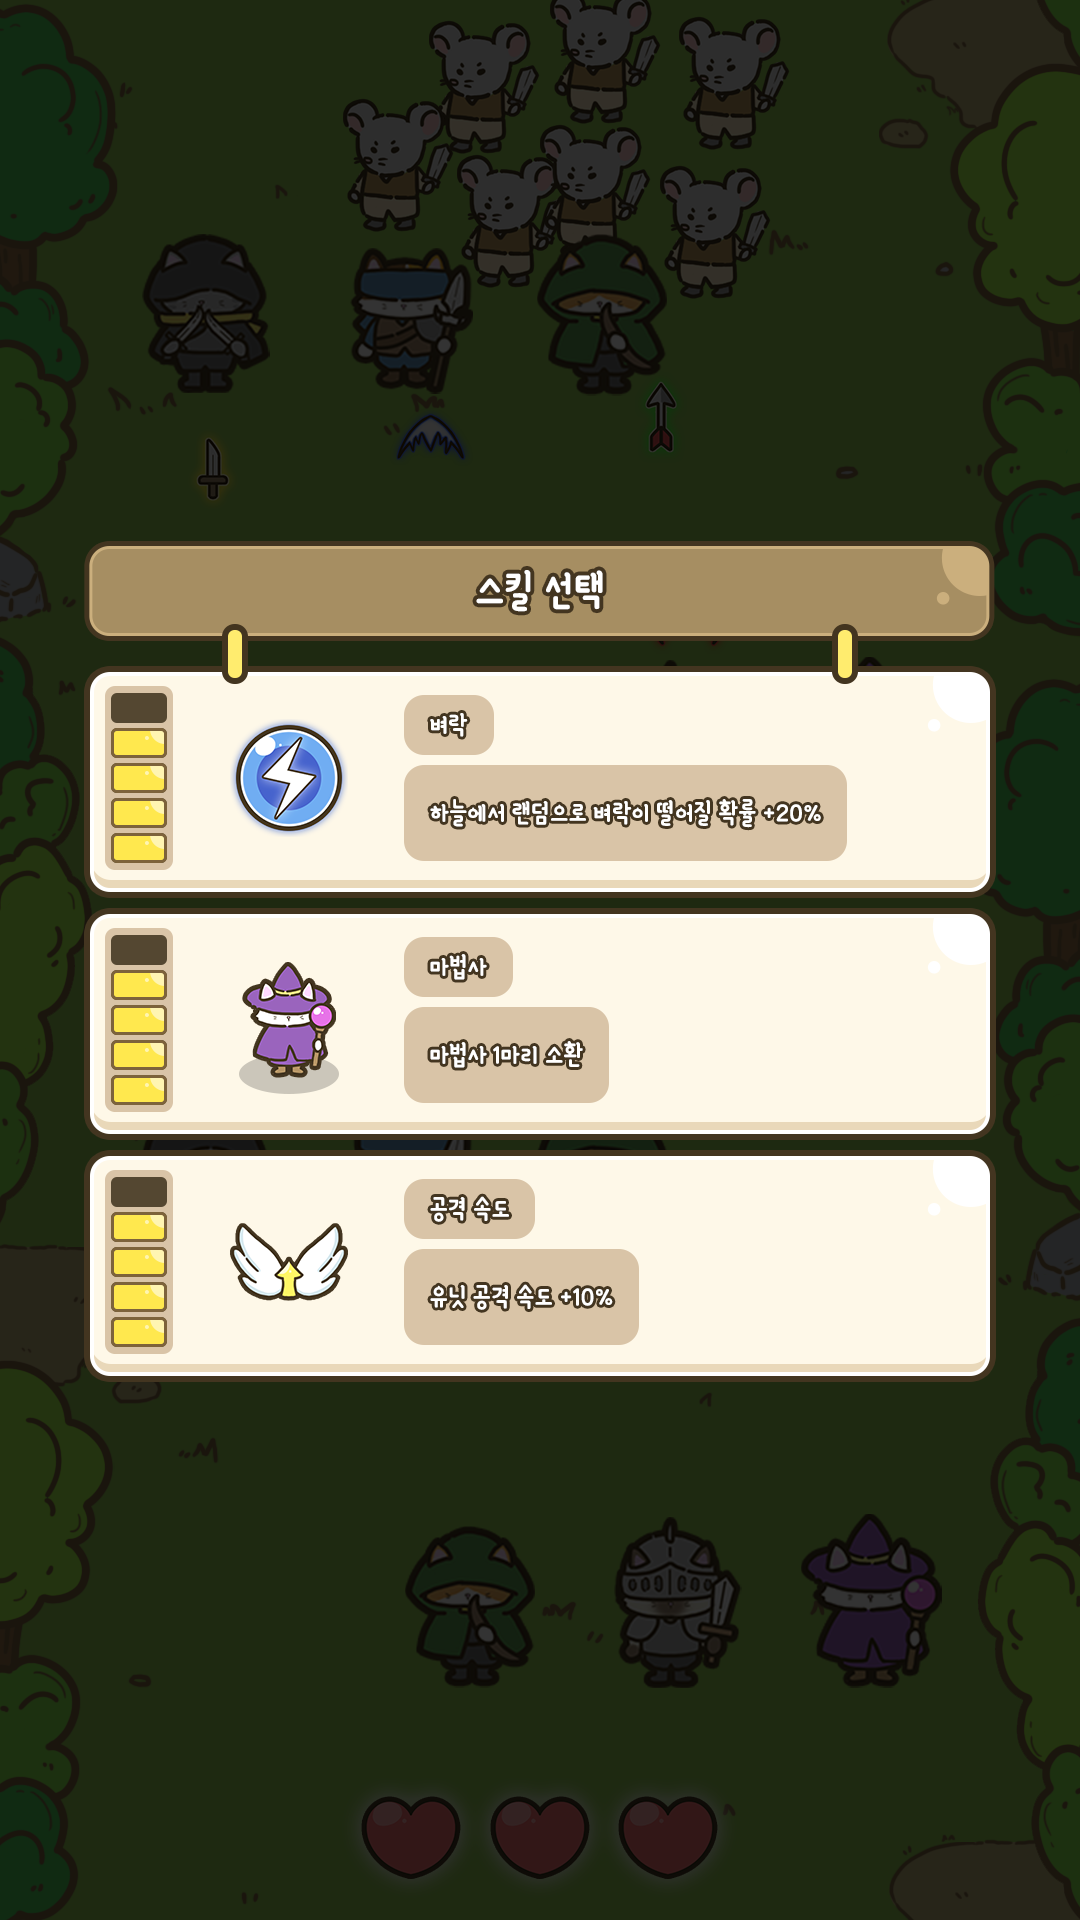 스킬 선택
벼락
하늘에서 랜덤으로 벼락이 떨어질 확률 +20%
마법사
마법사 1마리 소환
공격 속도
유닛 공격 속도 +10%